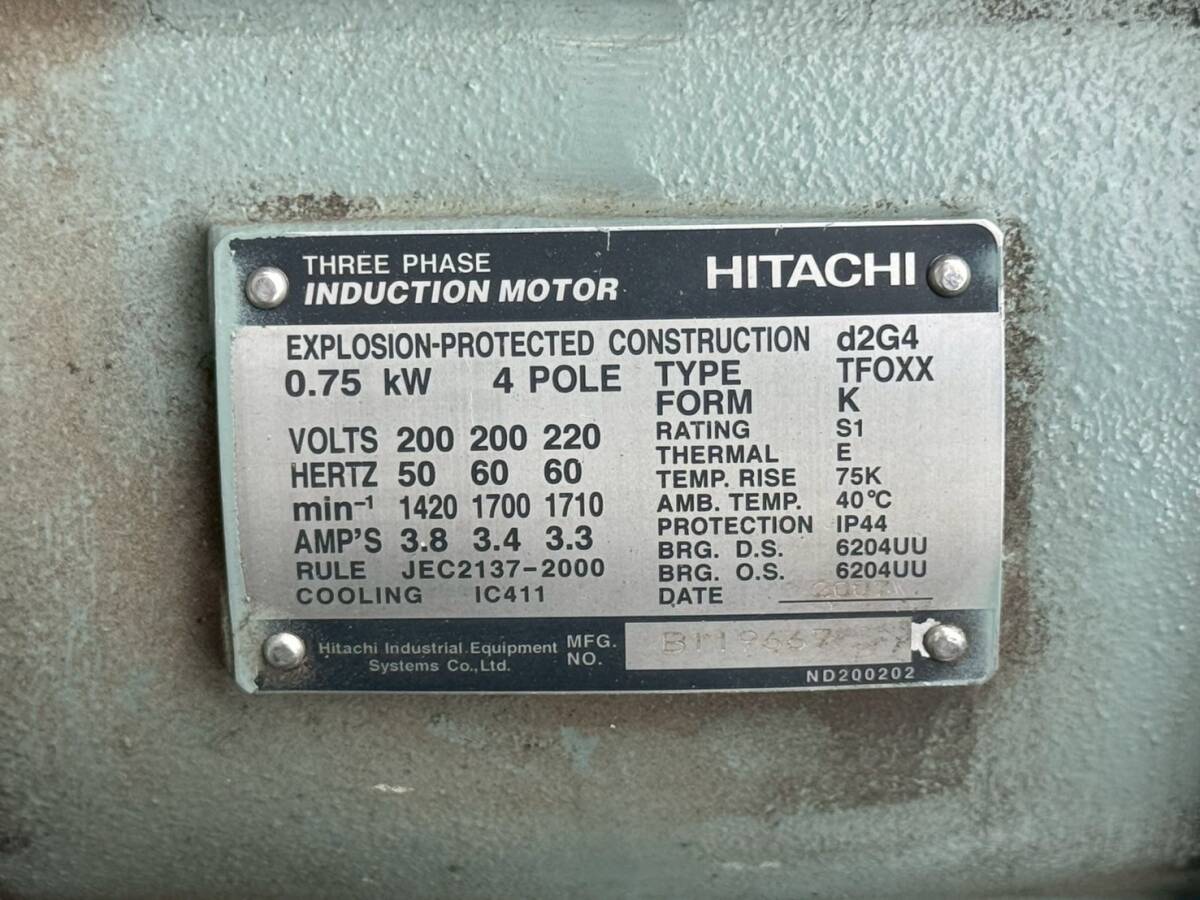 THREE PHASE
INDUCTION MOTOR
HITACHI
EXPLOSION-PROTECTED CONSTRUCTION d2G4
0.75 kW 4 POLE
VOLTS 200 200 220
HERTZ 50 60 60
min⁻¹ 1420 1700 1710
AMP'S 3.8 3.4 3.3
RULE JEC2137-2000
COOLING IC411
TYPE TFOXX
FORM K
RATING S1
THERMAL E
TEMP. RISE 75K
AMB. TEMP. 40°C
PROTECTION IP44
BRG. D.S. 6204UU
BRG. O.S. 6204UU
DATE
Hitachi Industrial Equipment
Systems Co.,Ltd.
MFG.
NO.
ND200202